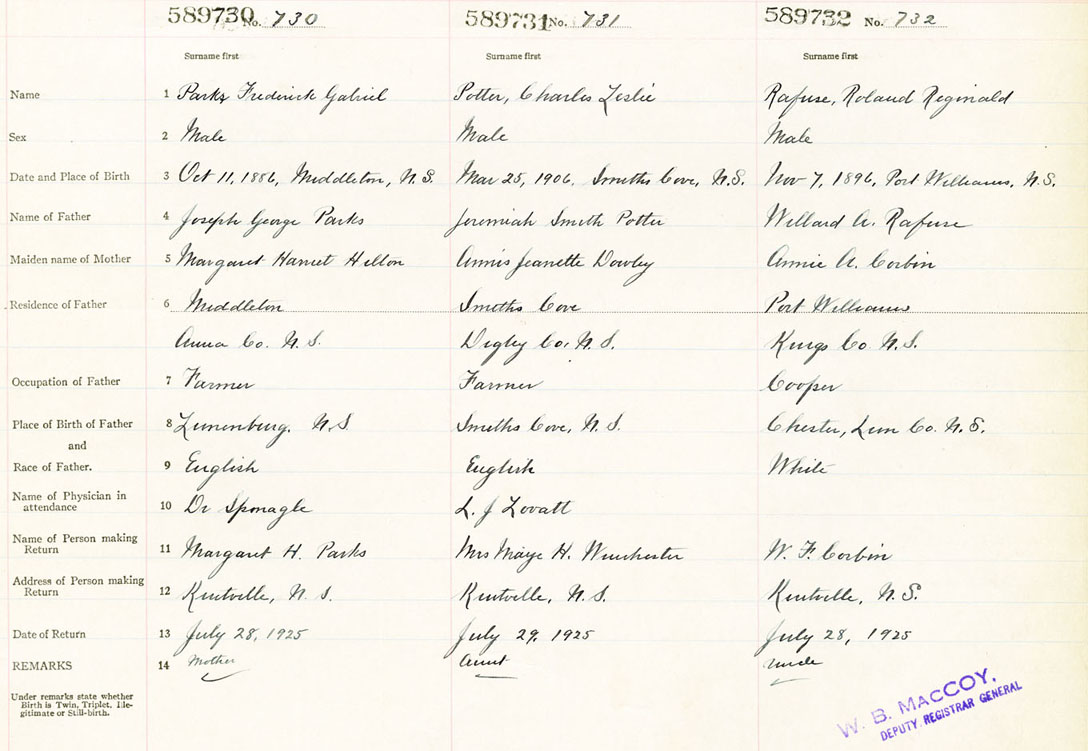 589730 No. 730 589731 No. 731 589732 No. 732
Surname first Surname first Surname first
Name 1 Parks Frederick Gabriel Potter, Charles Leslie Rafuse, Roland Reginald
Sex 2 Male Male Male
Date and Place of Birth 3 Oct 11, 1886, Middleton, N.S. Mar 25, 1906, Smiths Cove, N.S. Nov 7, 1896, Port Williams, N.S.
Name of Father 4 Joseph George Parks Jeremiah Smith Potter Willard A. Rafuse
Maiden name of Mother 5 Margaret Harriet Annis Jeanette Annie A. Corbin
Residence of Father 6 Middleton Smiths Cove Port Williams
Anna Co. N.S. Digby Co. N.S. Kings Co. N.S.
Occupation of Father 7 Farmer Farmer Cooper
Place of Birth of Father 8 Lunenburg, N.S Smiths Cove, N.S. Chester, Lun Co. N.S.
and
Race of Father. 9 English English White
Name of Physician in
attendance 10 Dr Sponagle L. J Lovatt
Name of Person making
Return 11 Margaret H. Parks Mrs Maye H. Winchester W. F. Corbin
Address of Person making
Return 12 Kentville, N.S. Kentville, N.S. Kentville, N.S.
Date of Return 13 July 28, 1925 July 29, 1925 July 28, 1925
REMARKS 14 Mother Aunt uncle
Under remarks state whether
Birth is Twin, Triplet, Ille-
gitimate or Still-birth.
W. B. MACCOY,
DEPUTY REGISTRAR GENERAL